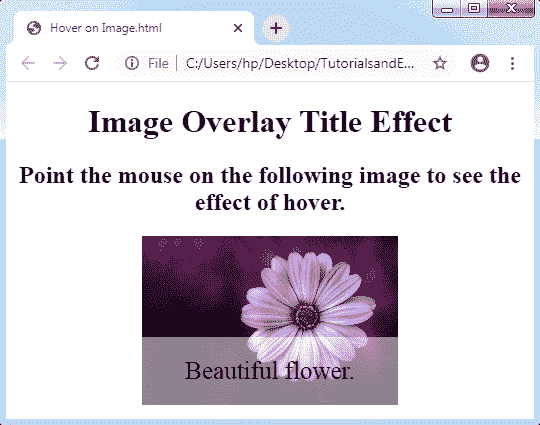 Hover on Image.html
File | C:/Users/hp/Desktop/TutorialsandE...
Image Overlay Title Effect
Point the mouse on the following image to see the
effect of hover.
Beautiful flower.